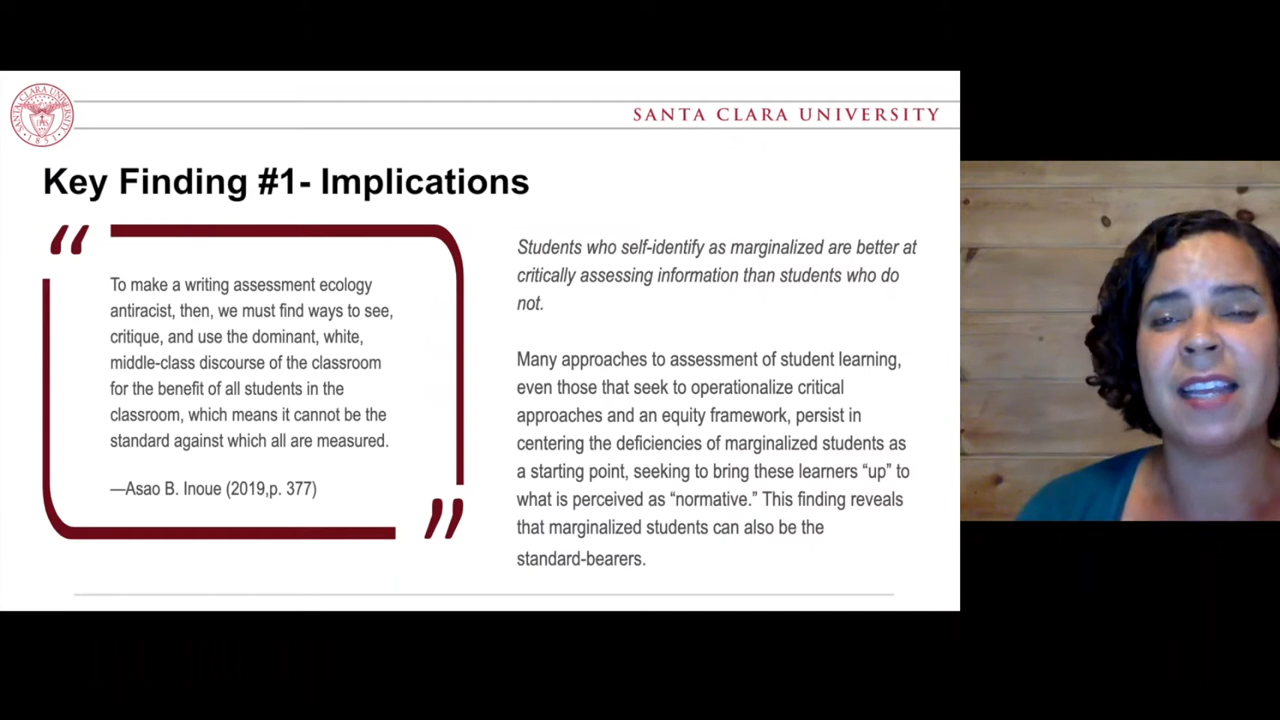 SANTA CLARA UNIVERSITY
SANTA CLARA UNIVERSITY
1851
Key Finding #1- Implications
“
To make a writing assessment ecology
antiracist, then, we must find ways to see,
critique, and use the dominant, white,
middle-class discourse of the classroom
for the benefit of all students in the
classroom, which means it cannot be the
standard against which all are measured.
—Asao B. Inoue (2019,p. 377)
”
Students who self-identify as marginalized are better at
critically assessing information than students who do
not.
Many approaches to assessment of student learning,
even those that seek to operationalize critical
approaches and an equity framework, persist in
centering the deficiencies of marginalized students as
a starting point, seeking to bring these learners “up” to
what is perceived as “normative.” This finding reveals
that marginalized students can also be the
standard-bearers.